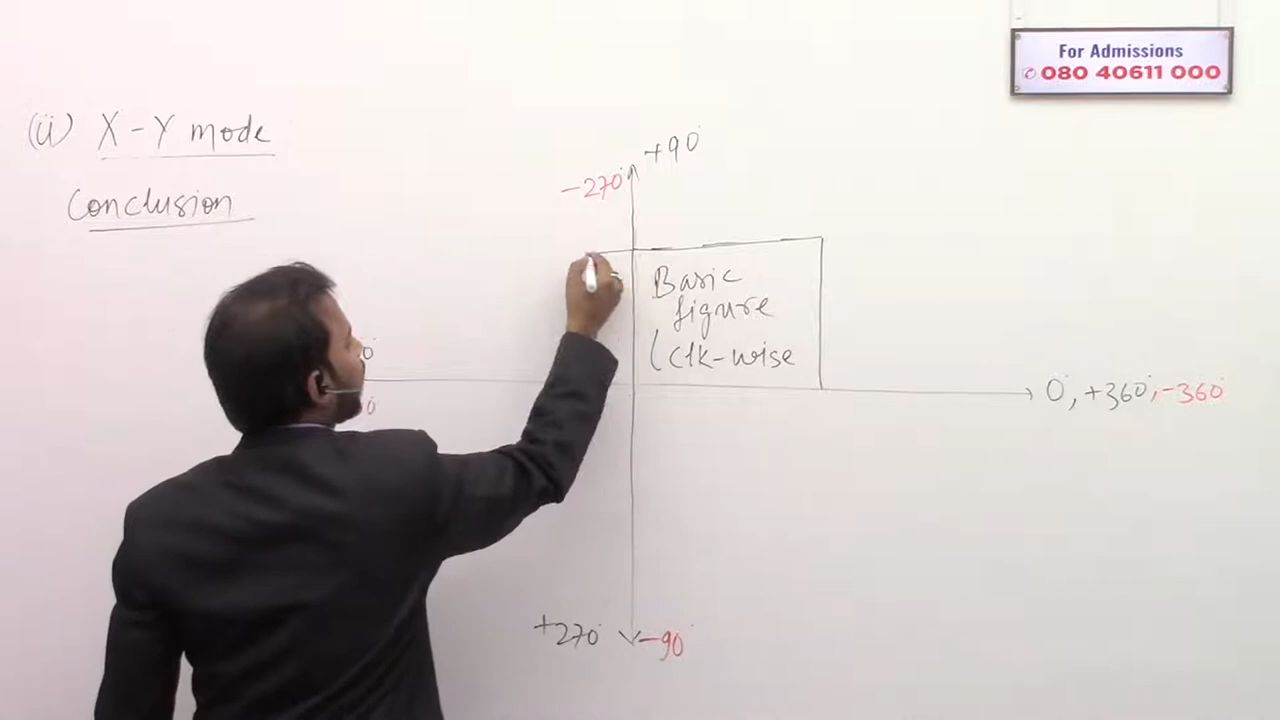 For Admissions
✆ 080 40611 000
(ii) X-Y mode
Conclusion
+90°
-270°
Basic
figure
(Clk-wise
0°, +360°, -360°
+270°
-90°